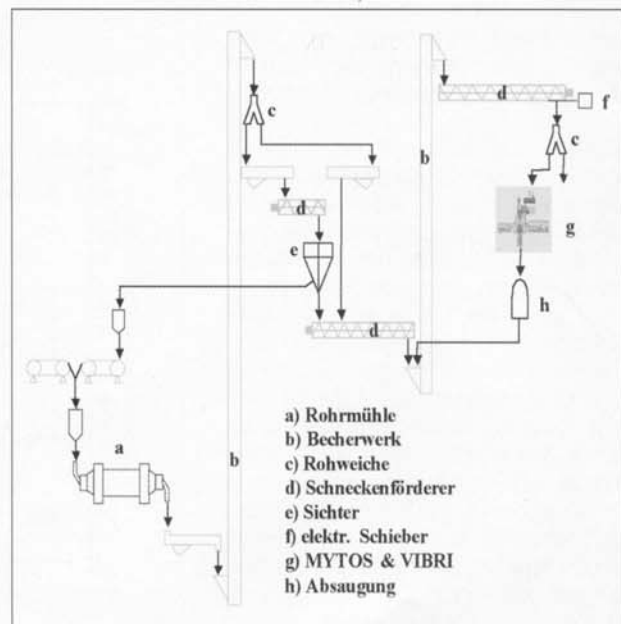 c
d
f
b
c
d
g
e
h
d
a
b
a) Rohrmühle
b) Becherwerk
c) Rohweiche
d) Schneckenförderer
e) Sichter
f) elektr. Schieber
g) MYTOS & VIBRI
h) Absaugung